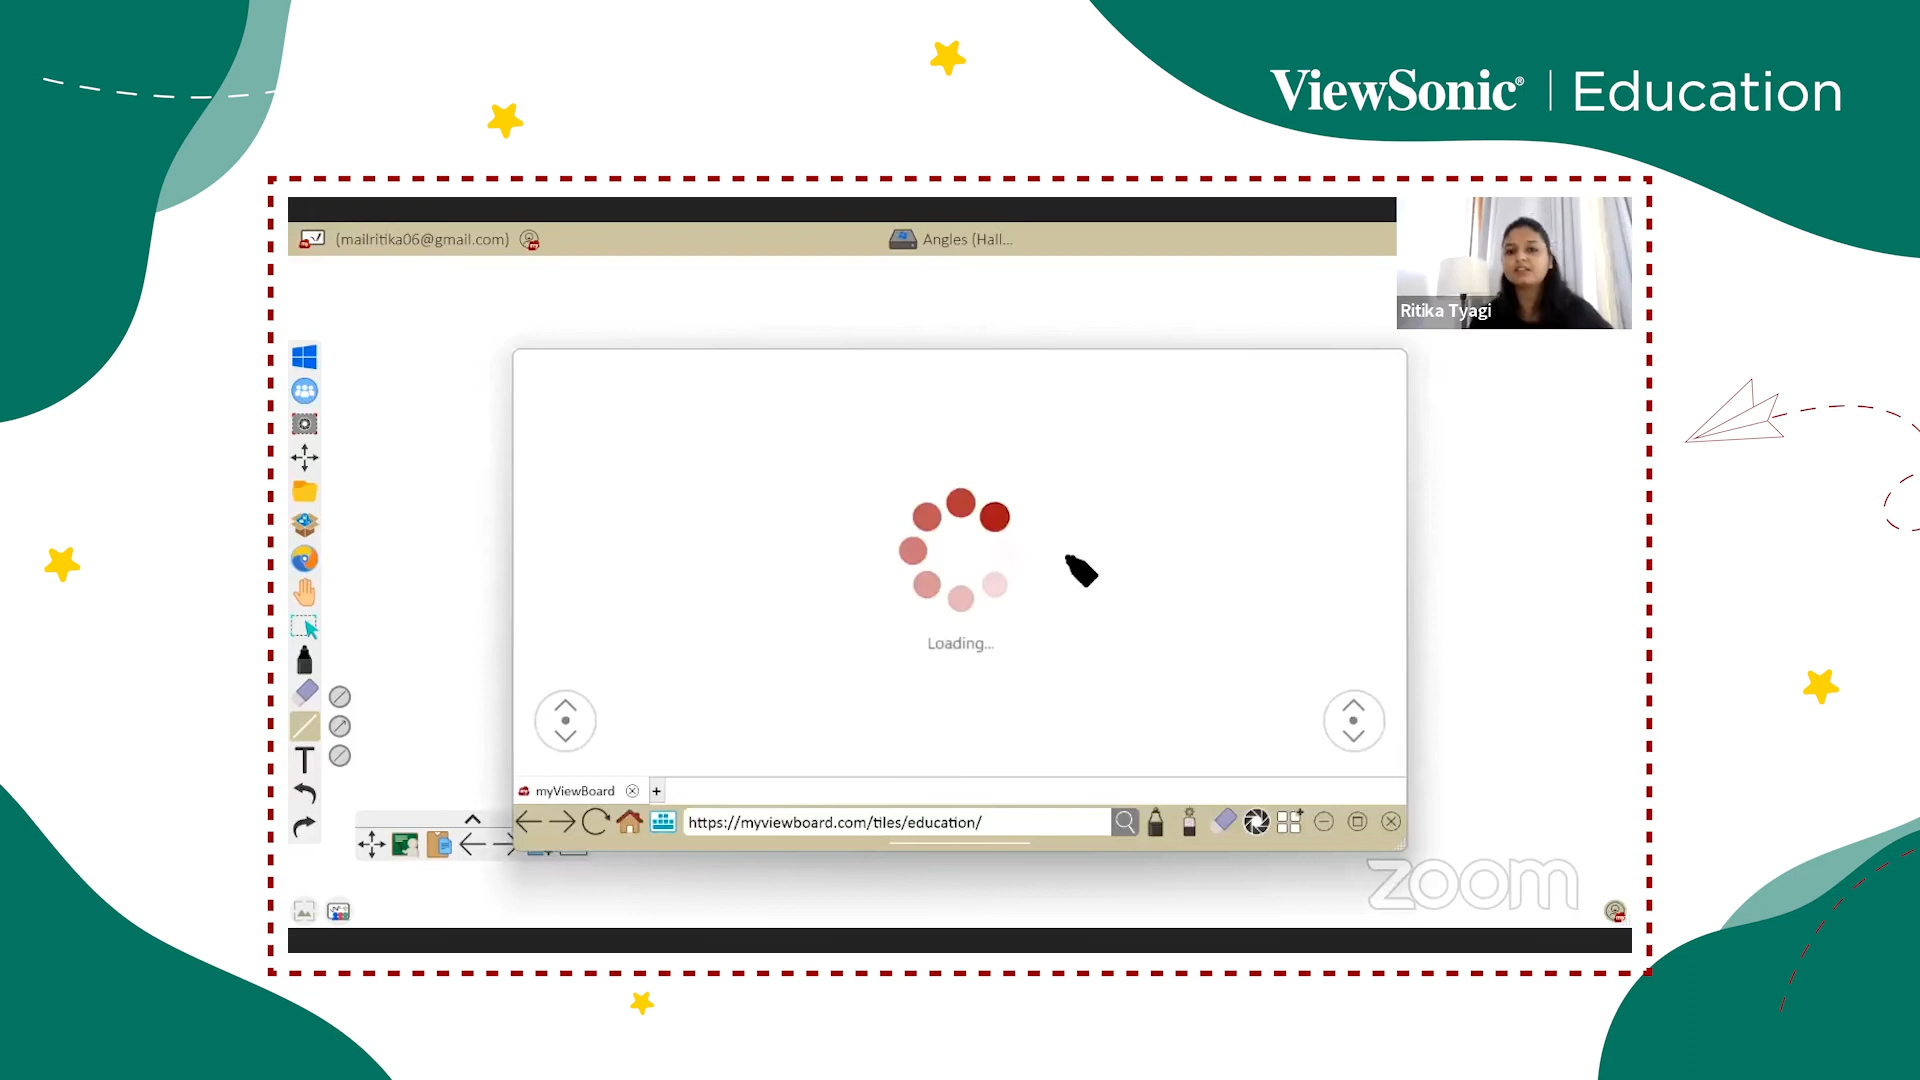 ViewSonic® | Education
(mailritika06@gmail.com)
Angles (Hall...
Ritika Tyagi
Loading...
myViewBoard
https://myviewboard.com/tiles/education/
zoom